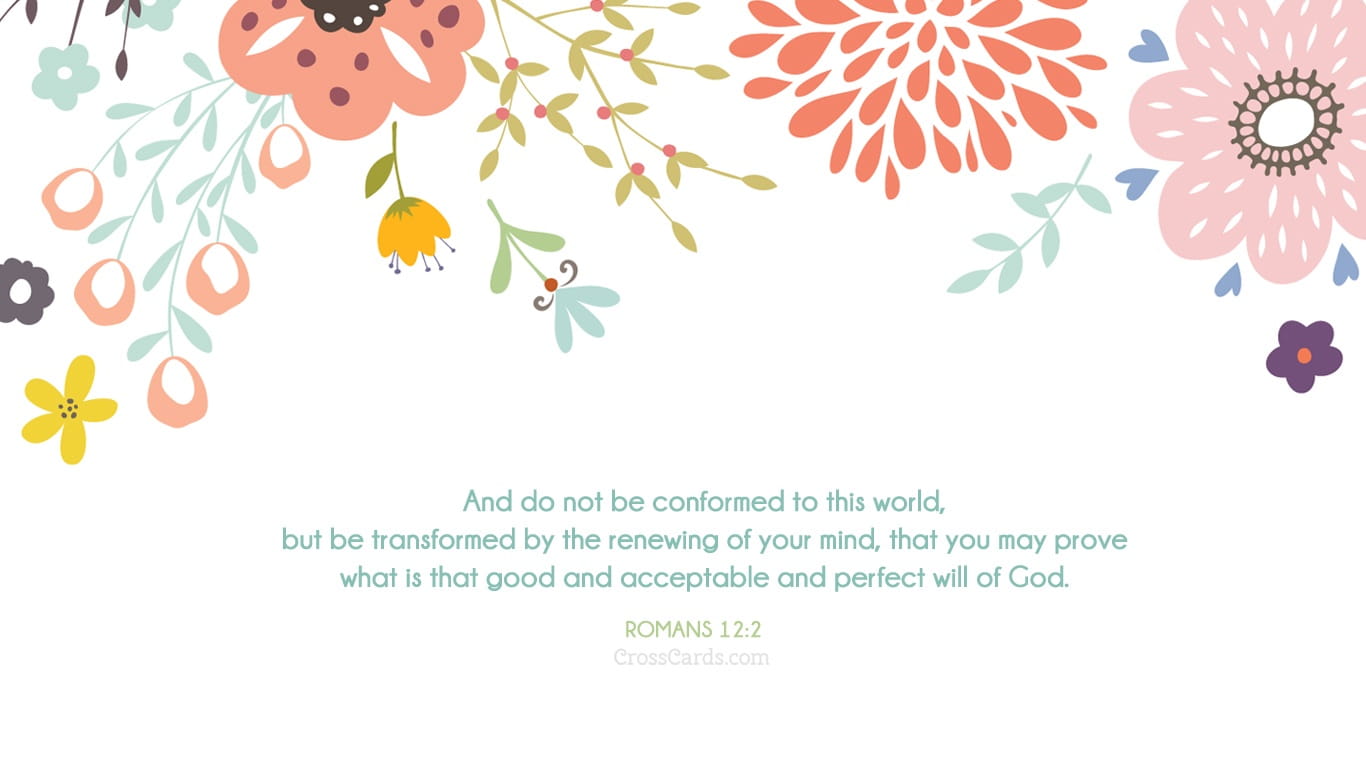 And do not be conformed to this world,
but be transformed by the renewing of your mind, that you may prove
what is that good and acceptable and perfect will of God.
ROMANS 12:2
CrossCards.com